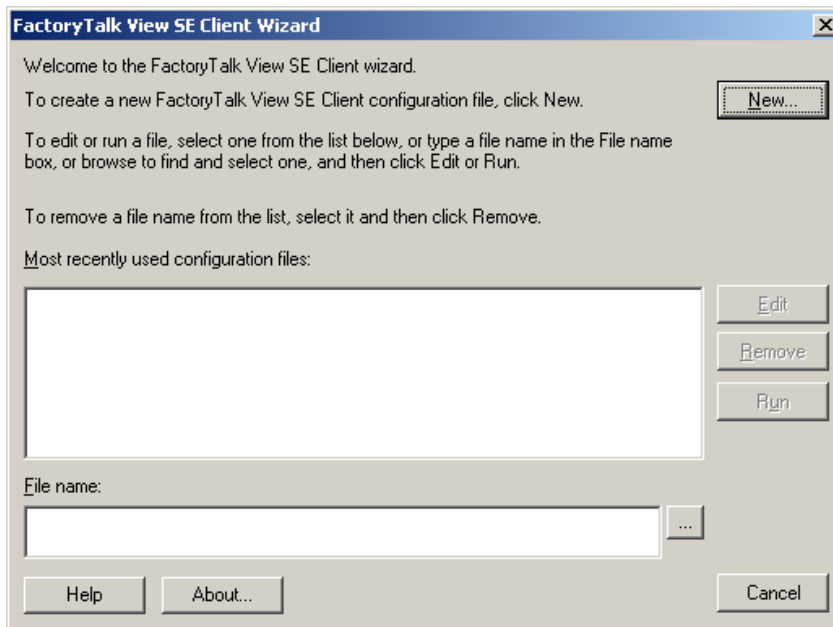 FactoryTalk View SE Client Wizard
Welcome to the FactoryTalk View SE Client wizard.
To create a new FactoryTalk View SE Client configuration file, click New.
New...
To edit or run a file, select one from the list below, or type a file name in the File name
box, or browse to find and select one, and then click Edit or Run.
To remove a file name from the list, select it and then click Remove.
Most recently used configuration files:
Edit
Remove
Run
File name:
...
Help
About...
Cancel